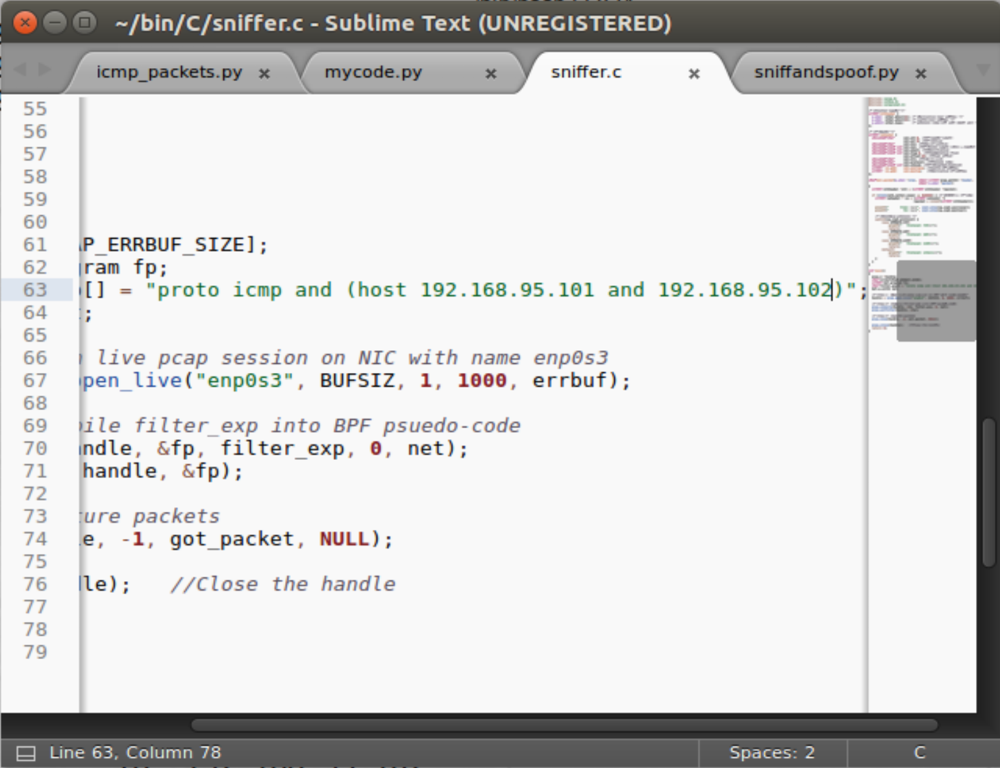 ~/bin/C/sniffer.c - Sublime Text (UNREGISTERED)
icmp_packets.py × mycode.py × sniffer.c × sniffandspoof.py ×
55
56
57
58
59
60
61 P_ERRBUF_SIZE];
62 ram fp;
63 [] = "proto icmp and (host 192.168.95.101 and 192.168.95.102)";
64 ;
65
66 live pcap session on NIC with name enp0s3
67 pen_live("enp0s3", BUFSIZ, 1, 1000, errbuf);
68
69 ile filter_exp into BPF psuedo-code
70 ndle, &fp, filter_exp, 0, net);
71 handle, &fp);
72
73 ure packets
74 e, -1, got_packet, NULL);
75
76 le); //Close the handle
77
78
79
Line 63, Column 78 Spaces: 2 C